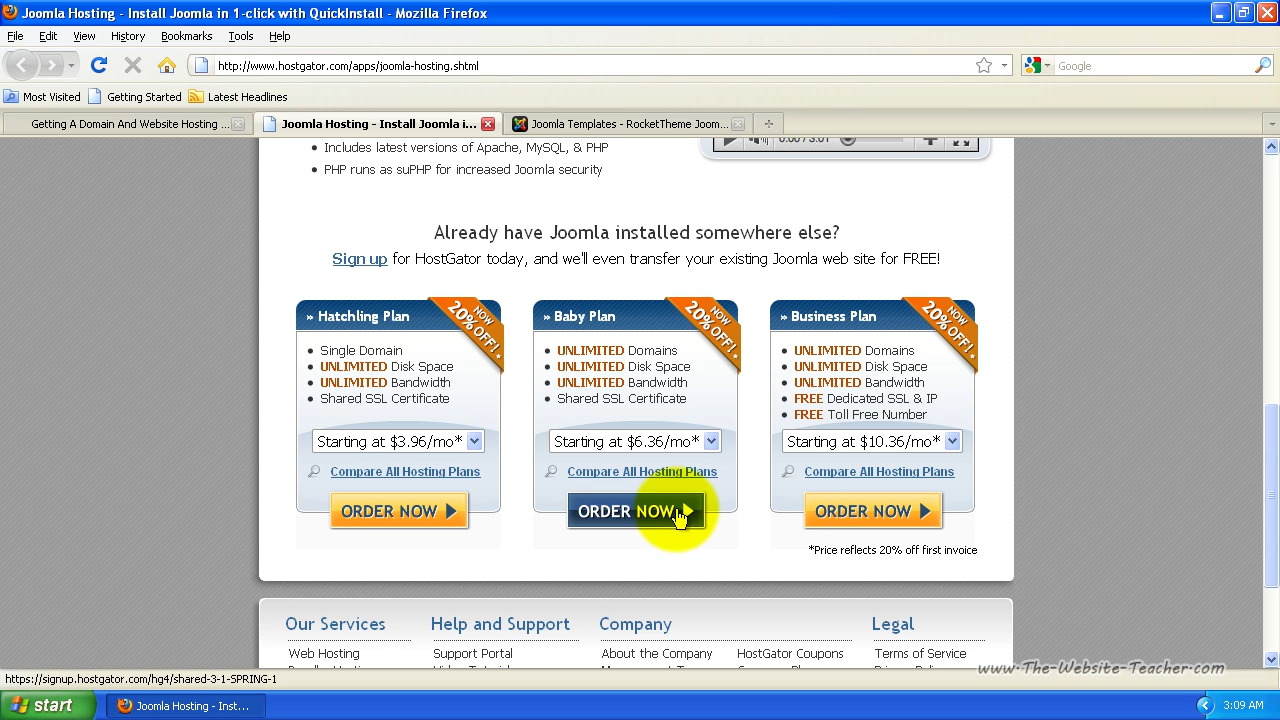 Joomla Hosting - Install Joomla in 1-click with QuickInstall - Mozilla Firefox
File Edit View History Bookmarks Tools Help
http://www.hostgator.com/apps/joomla-hosting.shtml
Google
Most Visited Getting Started Latest Headlines
Getting A Domain And Website Hosting ...
Joomla Hosting - Install Joomla i...
Joomla Templates - RocketTheme Joom...
Includes latest versions of Apache, MySQL, & PHP
0:00 / 3:01
PHP runs as suPHP for increased Joomla security
Already have Joomla installed somewhere else?
Sign up for HostGator today, and we'll even transfer your existing Joomla web site for FREE!
» Hatchling Plan
NOW
20% OFF!*
Single Domain
UNLIMITED Disk Space
UNLIMITED Bandwidth
Shared SSL Certificate
Starting at $3.96/mo*
Compare All Hosting Plans
ORDER NOW
» Baby Plan
NOW
20% OFF!*
UNLIMITED Domains
UNLIMITED Disk Space
UNLIMITED Bandwidth
Shared SSL Certificate
Starting at $6.36/mo*
Compare All Hosting Plans
ORDER NOW
» Business Plan
NOW
20% OFF!*
UNLIMITED Domains
UNLIMITED Disk Space
UNLIMITED Bandwidth
FREE Dedicated SSL & IP
FREE Toll Free Number
Starting at $10.36/mo*
Compare All Hosting Plans
ORDER NOW
*Price reflects 20% off first invoice
Our Services
Web Hosting
Help and Support
Support Portal
Company
About the Company
HostGator Coupons
Legal
Terms of Service
www.The-Website-Teacher.com
https://signup.hostgator.com/hg4/shared-3-1-SPRING-1
start
Joomla Hosting - Inst...
3:09 AM